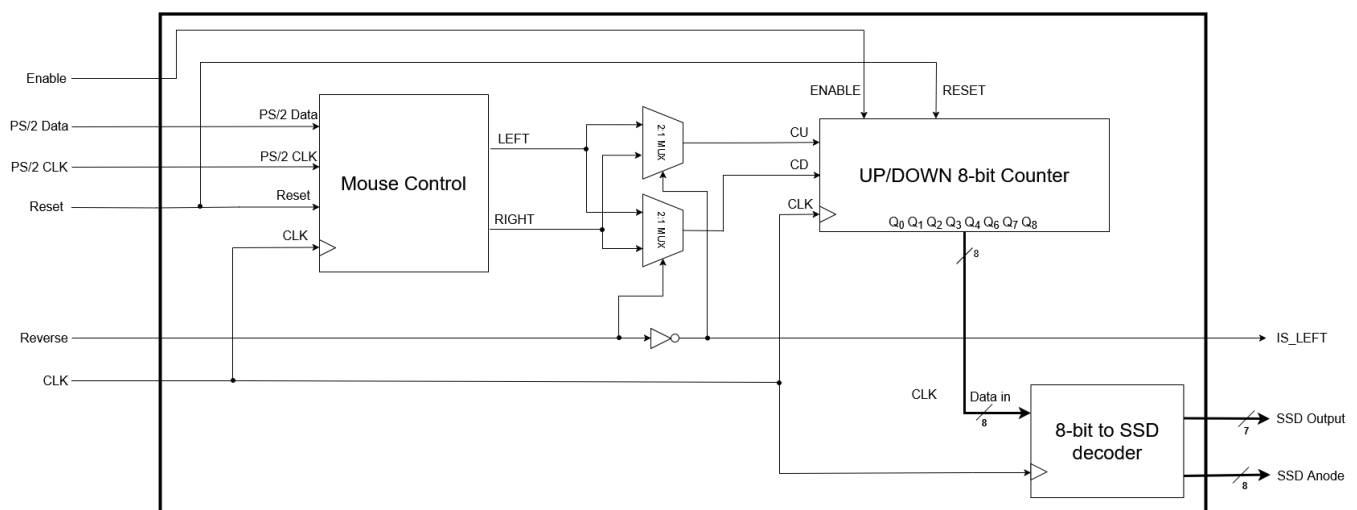 Enable
PS/2 Data
PS/2 CLK
Reset
Reverse
CLK
PS/2 Data
PS/2 CLK
Reset
CLK
Mouse Control
LEFT
RIGHT
2:1 MUX
2:1 MUX
ENABLE
RESET
CU
CD
CLK
UP/DOWN 8-bit Counter
Q0 Q1 Q2 Q3 Q4 Q6 Q7 Q8
8
IS_LEFT
CLK
Data in
8
8-bit to SSD
decoder
7
SSD Output
8
SSD Anode